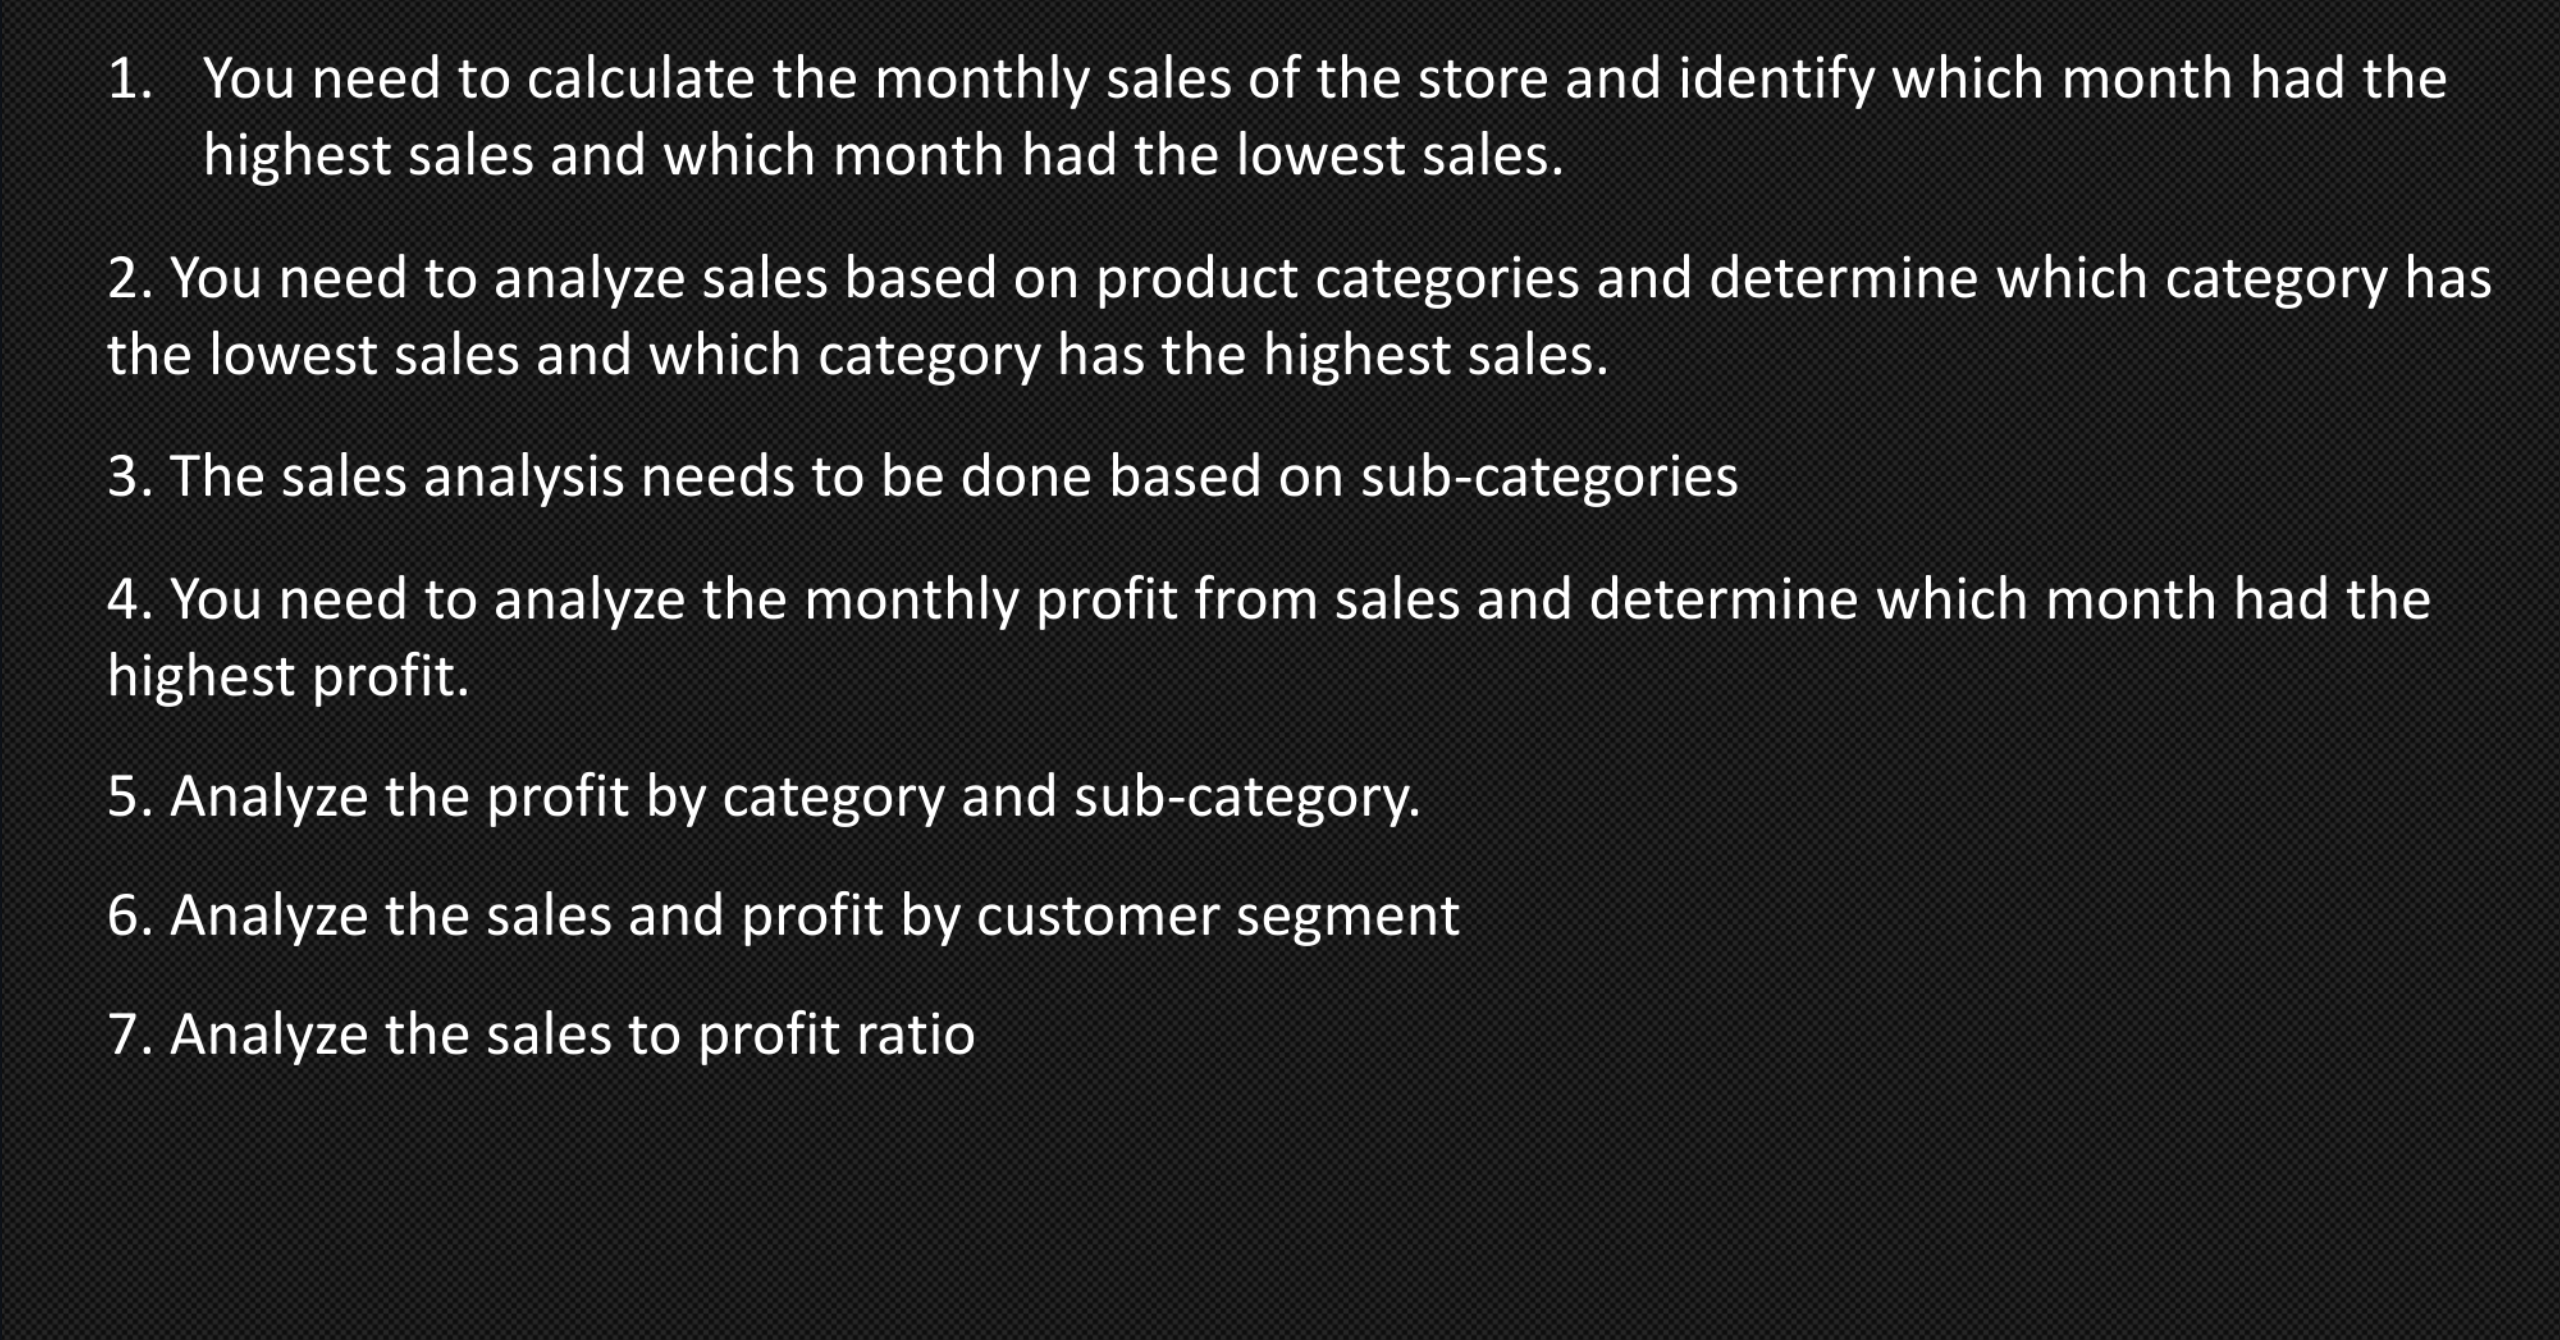 1. You need to calculate the monthly sales of the store and identify which month had the
highest sales and which month had the lowest sales.
2. You need to analyze sales based on product categories and determine which category has
the lowest sales and which category has the highest sales.
3. The sales analysis needs to be done based on sub-categories
4. You need to analyze the monthly profit from sales and determine which month had the
highest profit.
5. Analyze the profit by category and sub-category.
6. Analyze the sales and profit by customer segment
7. Analyze the sales to profit ratio